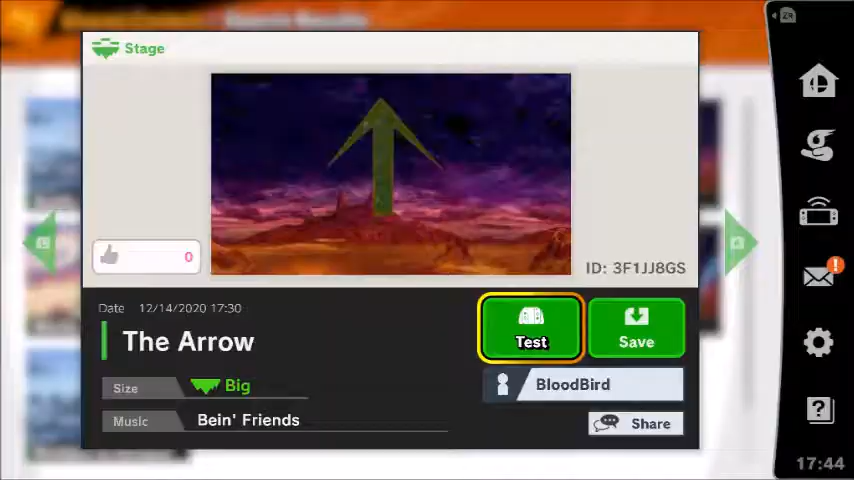 ZR
Stage
L
R
0
ID: 3F1JJ8GS
Date 12/14/2020 17:30
The Arrow
Test
Save
Size Big
BloodBird
Music Bein' Friends
Share
17:44